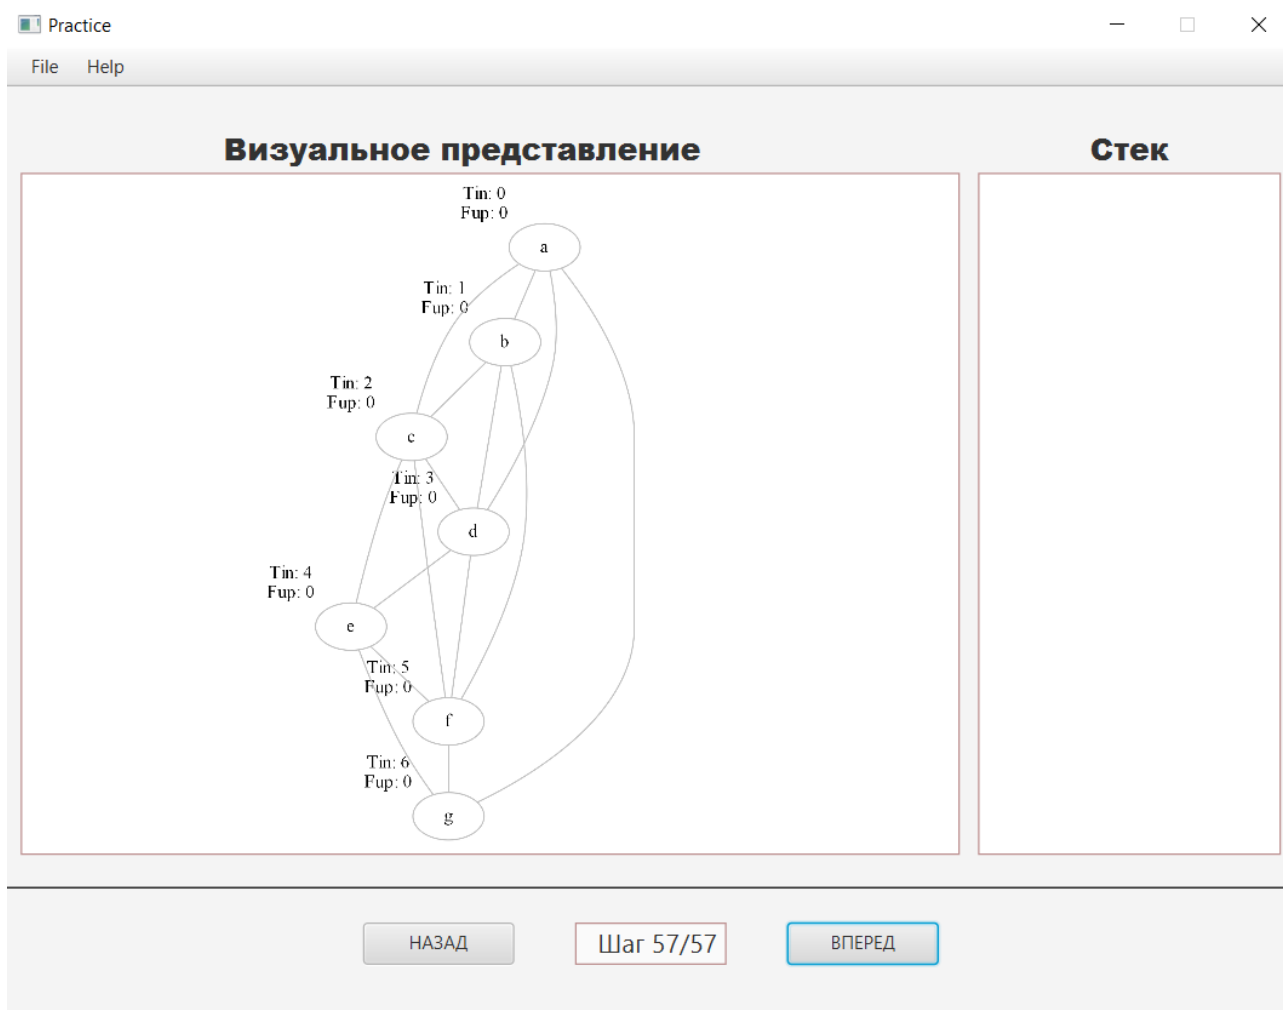 Practice
File Help
Визуальное представление
Стек
Tin: 0
Fup: 0
a
Tin: 1
Fup: 0
b
Tin: 2
Fup: 0
c
Tin: 3
Fup: 0
d
Tin: 4
Fup: 0
e
Tin: 5
Fup: 0
f
Tin: 6
Fup: 0
g
НАЗАД
Шаг 57/57
ВПЕРЕД